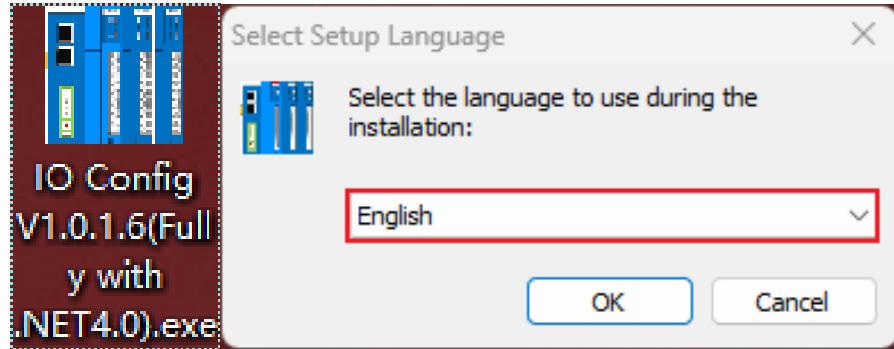 IO Config
V1.0.1.6(Full
y with
.NET4.0).exe
Select Setup Language
Select the language to use during the
installation:
English
OK
Cancel